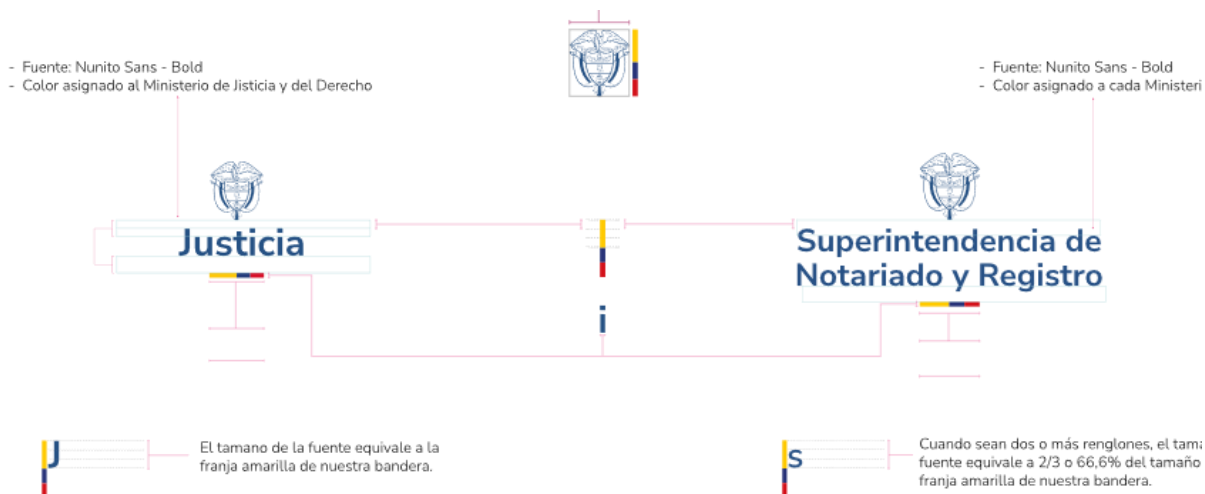 - Fuente: Nunito Sans - Bold
- Color asignado al Ministerio de Jisticia y del Derecho
- Fuente: Nunito Sans - Bold
- Color asignado a cada Ministeri
Justicia
Superintendencia de
Notariado y Registro
i
J
El tamano de la fuente equivale a la
franja amarilla de nuestra bandera.
S
Cuando sean dos o más renglones, el tama
fuente equivale a 2/3 o 66,6% del tamaño
franja amarilla de nuestra bandera.